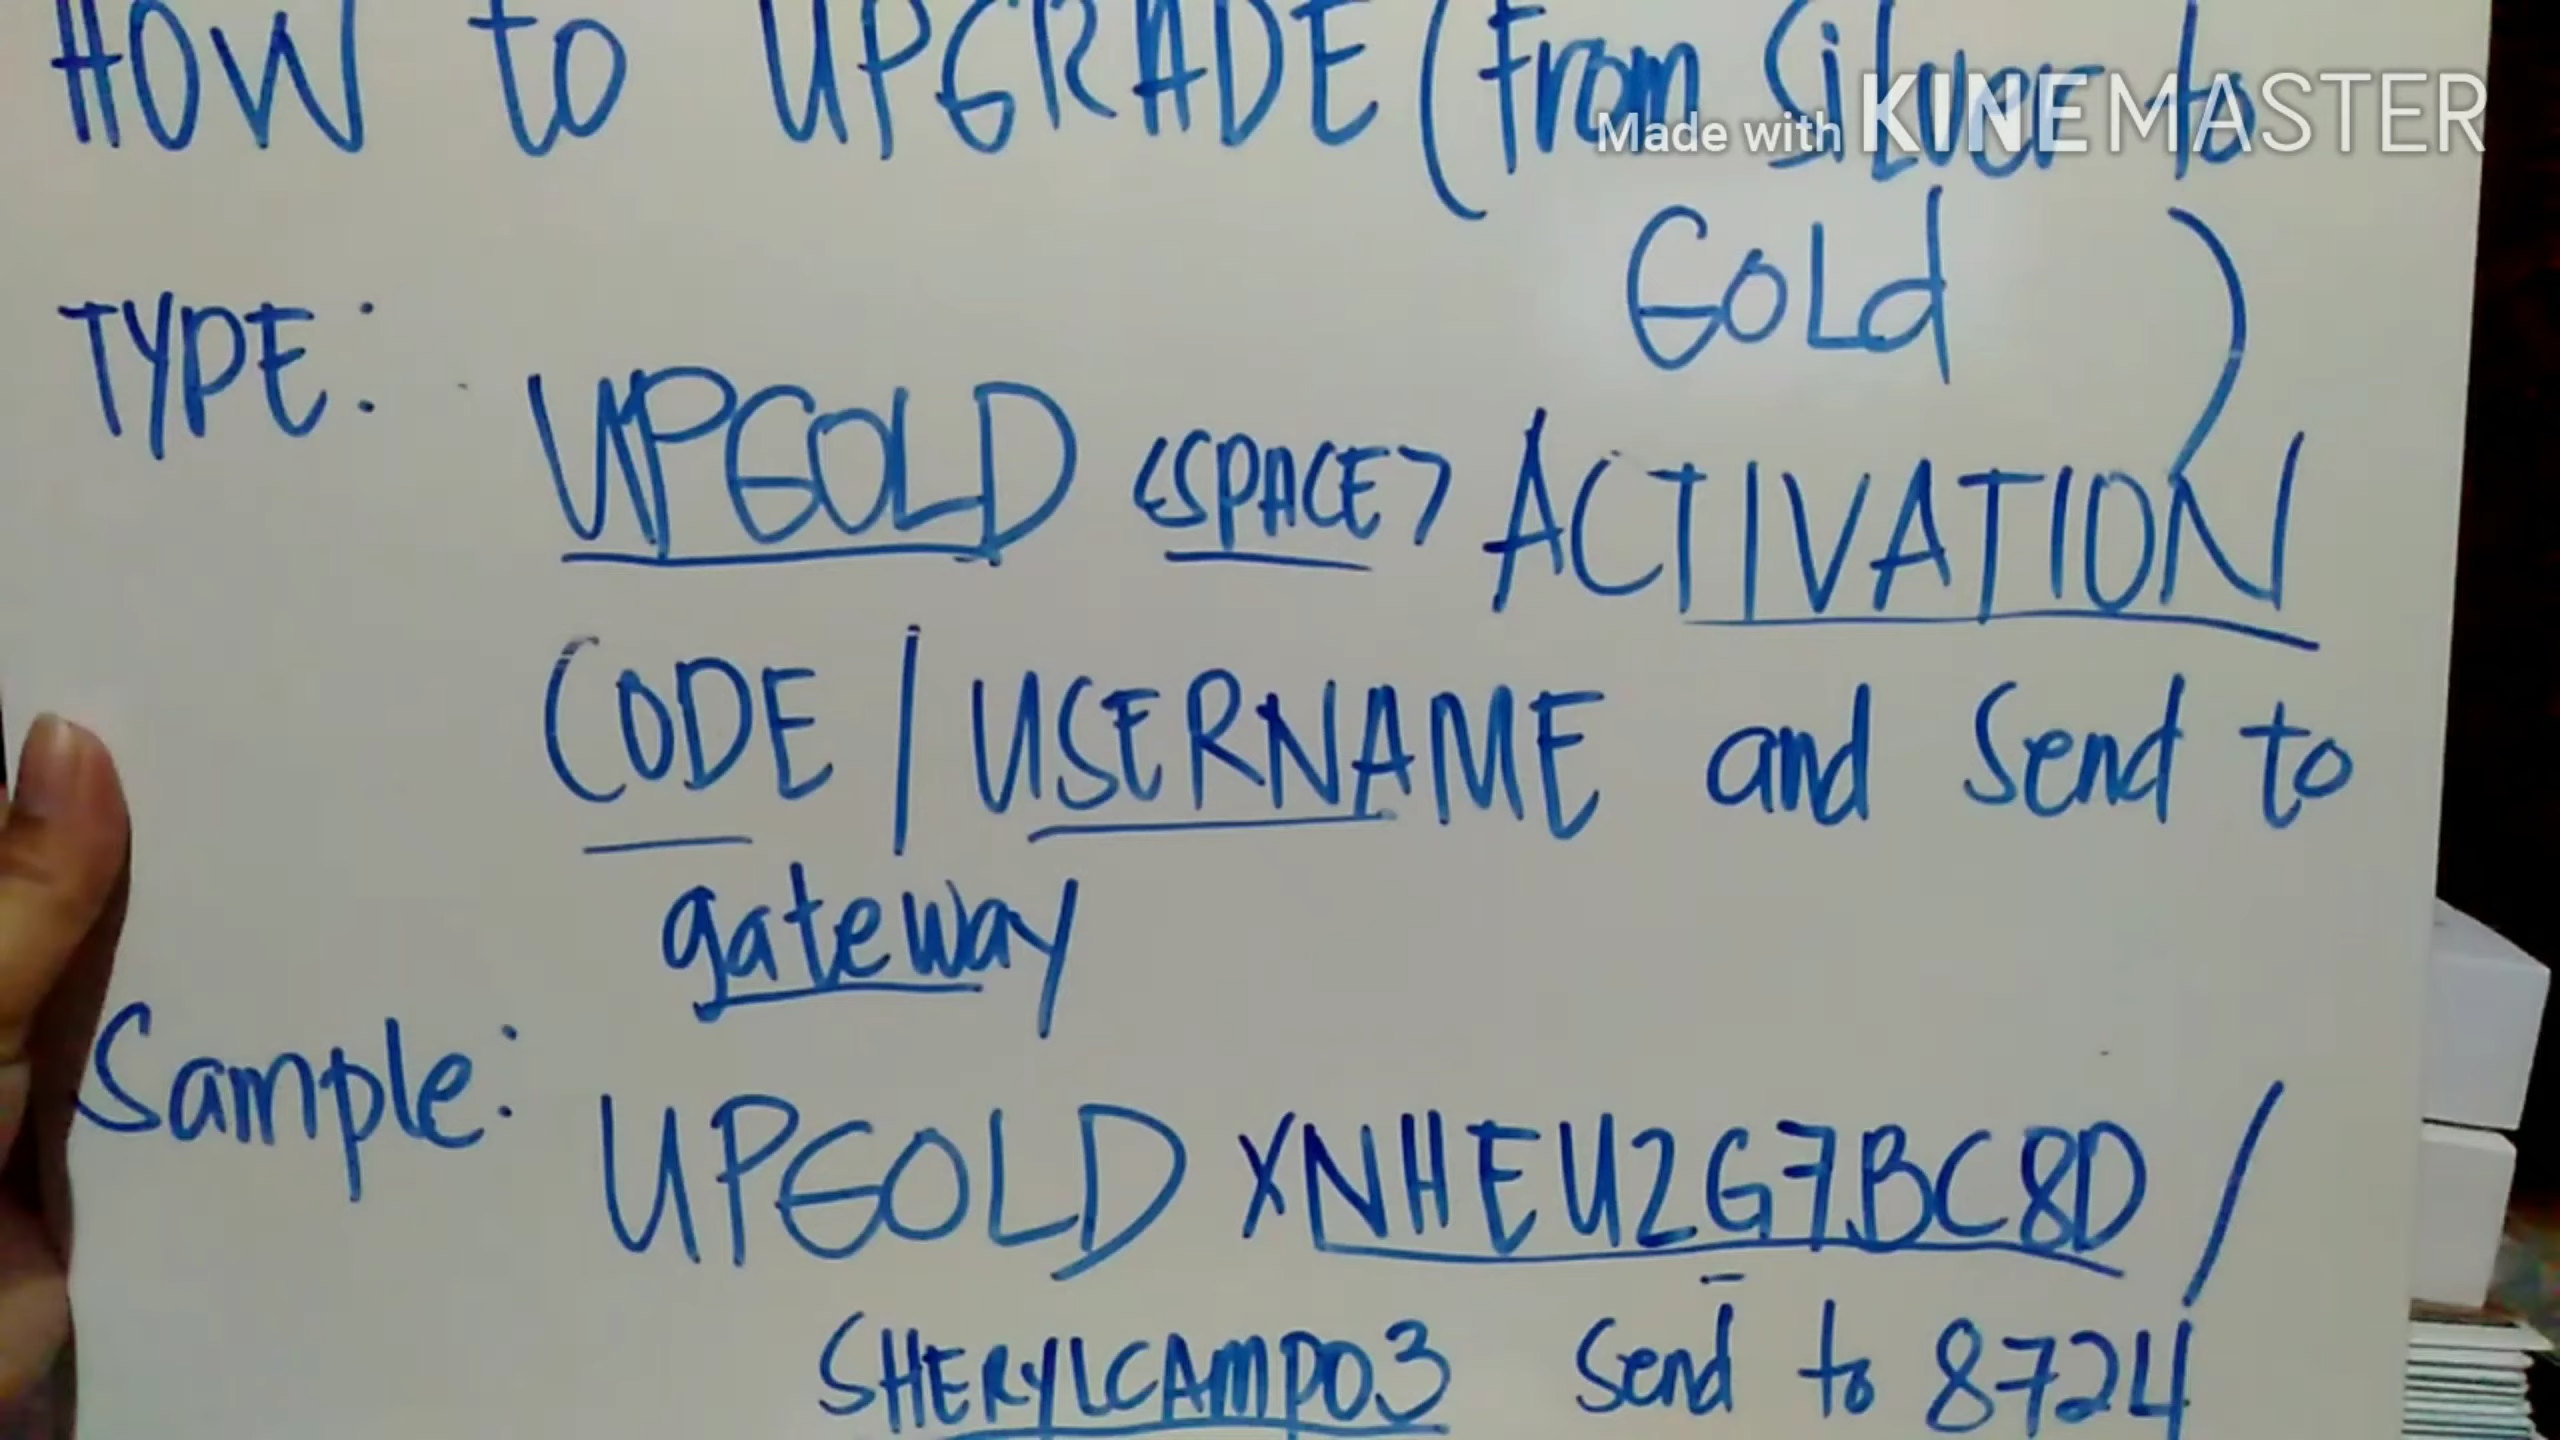 HOW to UPGRADE (From Silver to
Made with KINEMASTER
Gold)
TYPE:
UPGOLD <SPACE> ACTIVATION
CODE / USERNAME and Send to
gateway
Sample:
UPGOLD XNHEU2G7BC8D /
SHERYLCAMPO3 Send to 8724